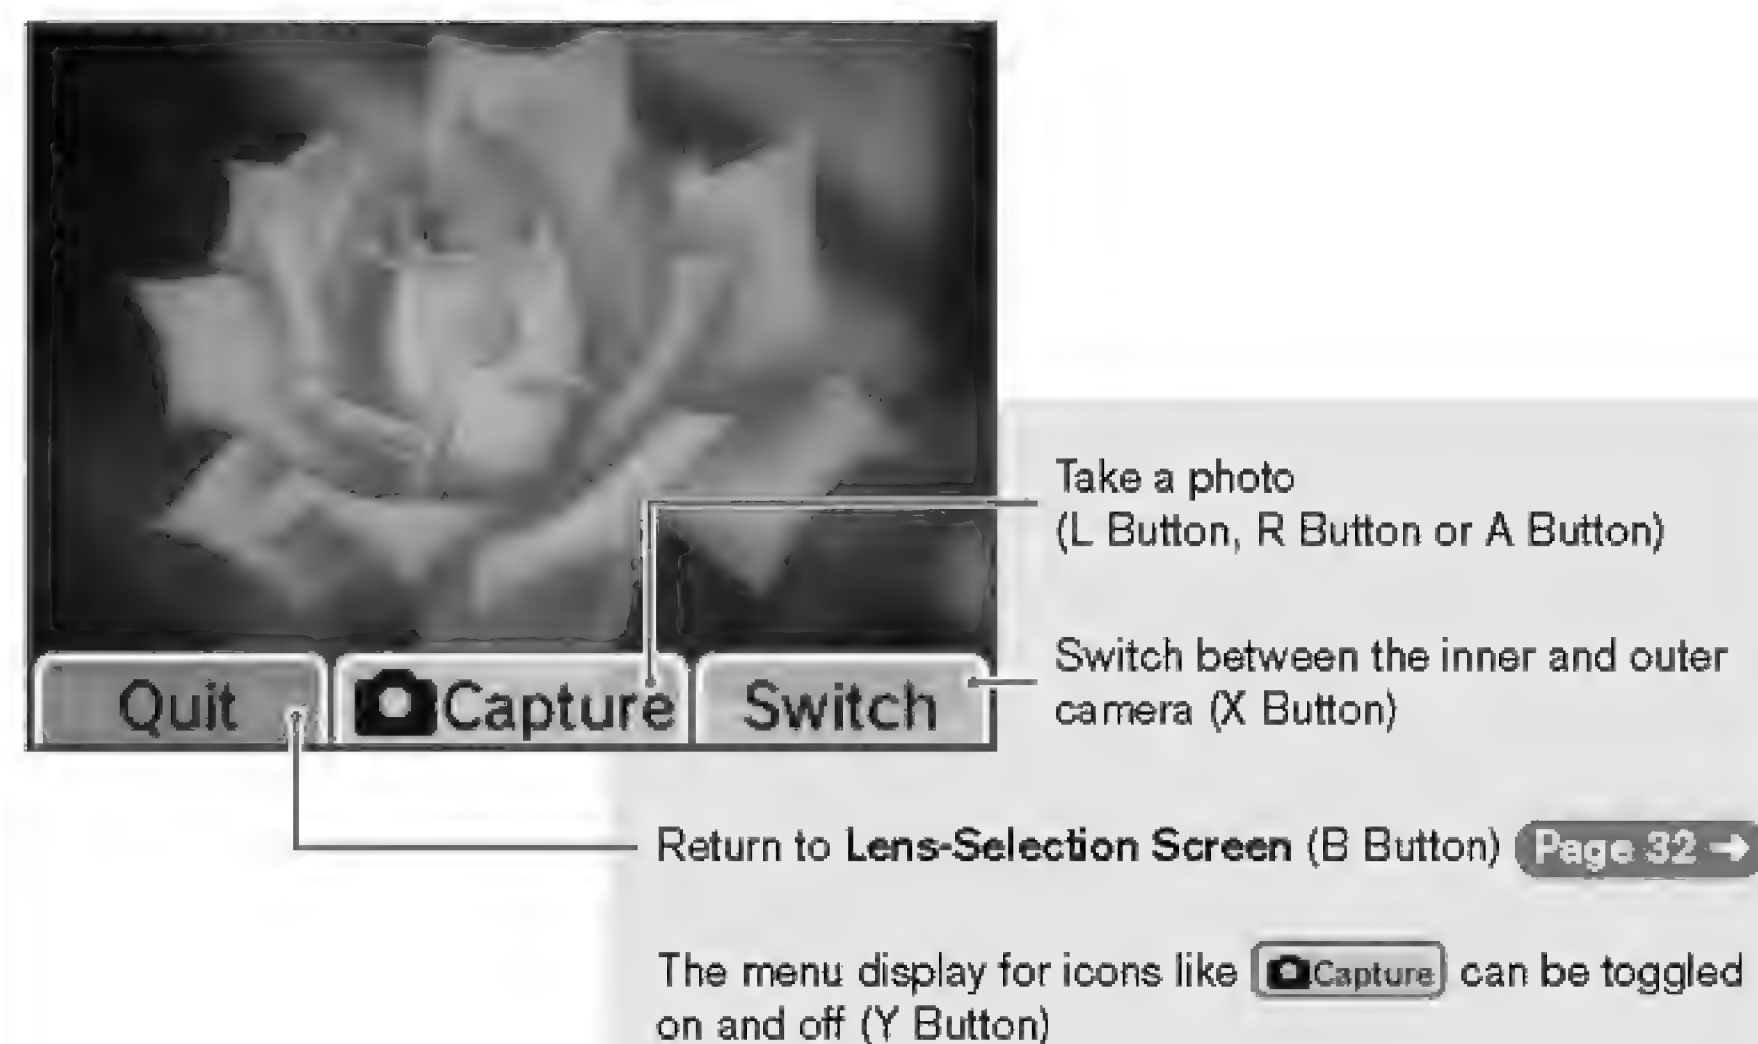 Take a photo
(L Button, R Button or A Button)
Switch between the inner and outer
camera (X Button)
Quit
Capture
Switch
Return to Lens-Selection Screen (B Button) Page 32 →
The menu display for icons like Capture can be toggled
on and off (Y Button)